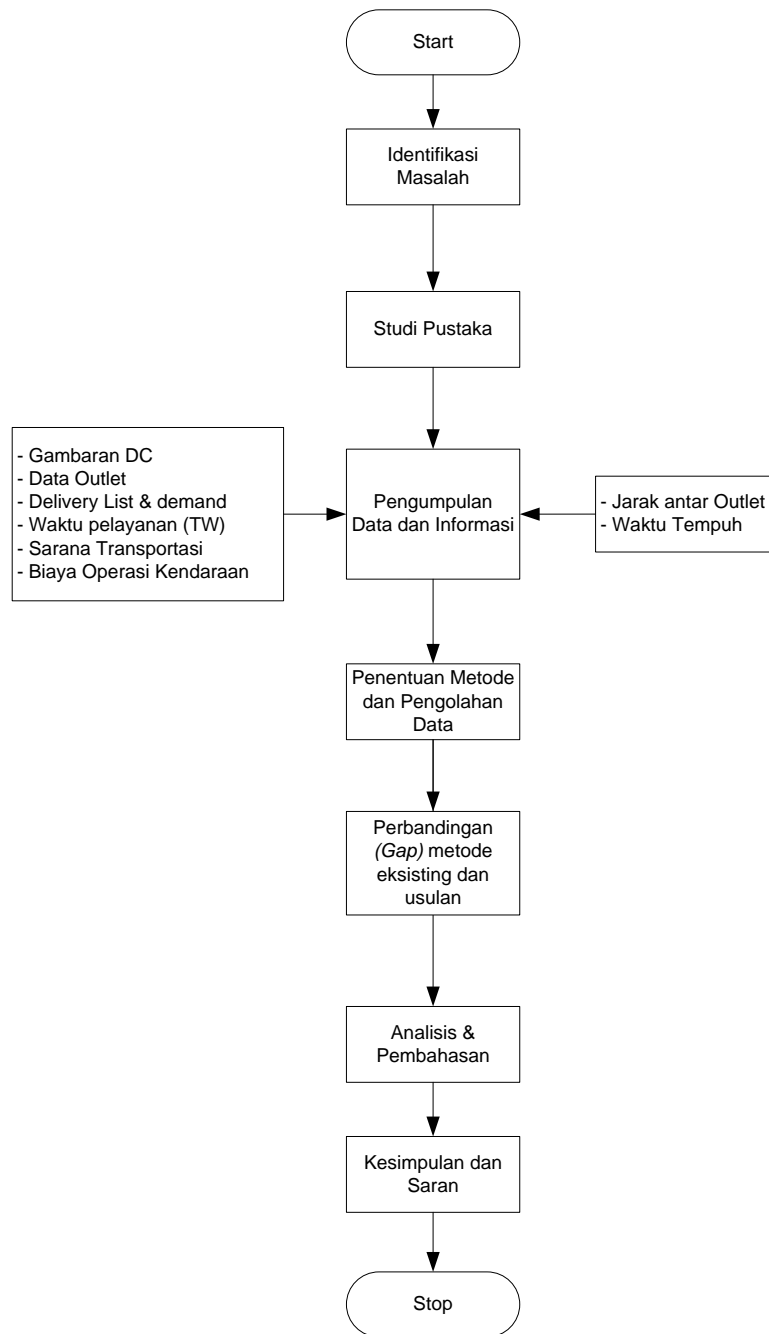 Start
Identifikasi
Masalah
Studi Pustaka
- Gambaran DC
- Data Outlet
- Delivery List & demand
- Waktu pelayanan (TW)
- Sarana Transportasi
- Biaya Operasi Kendaraan
Pengumpulan
Data dan Informasi
- Jarak antar Outlet
- Waktu Tempuh
Penentuan Metode
dan Pengolahan
Data
Perbandingan
(Gap) metode
eksisting dan
usulan
Analisis &
Pembahasan
Kesimpulan dan
Saran
Stop